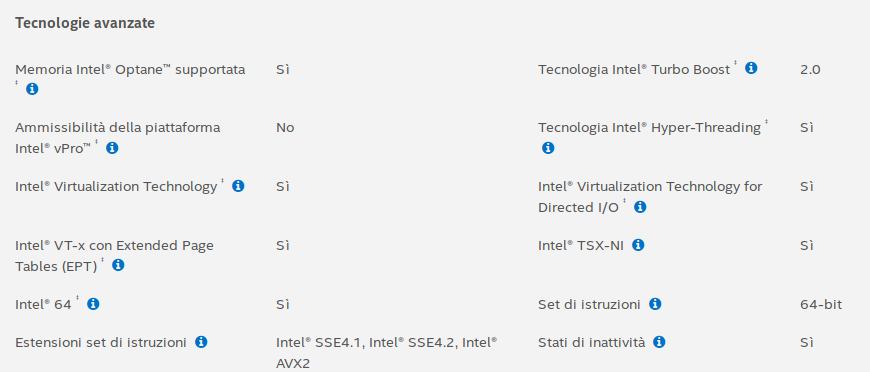 Tecnologie avanzate
Memoria Intel® Optane™ supportata ‡ Sì
Tecnologia Intel® Turbo Boost ‡ 2.0
Ammissibilità della piattaforma Intel® vPro™ ‡ No
Tecnologia Intel® Hyper-Threading ‡ Sì
Intel® Virtualization Technology ‡ Sì
Intel® Virtualization Technology for Directed I/O ‡ Sì
Intel® VT-x con Extended Page Tables (EPT) ‡ Sì
Intel® TSX-NI Sì
Intel® 64 ‡ Sì
Set di istruzioni 64-bit
Estensioni set di istruzioni Intel® SSE4.1, Intel® SSE4.2, Intel® AVX2
Stati di inattività Sì